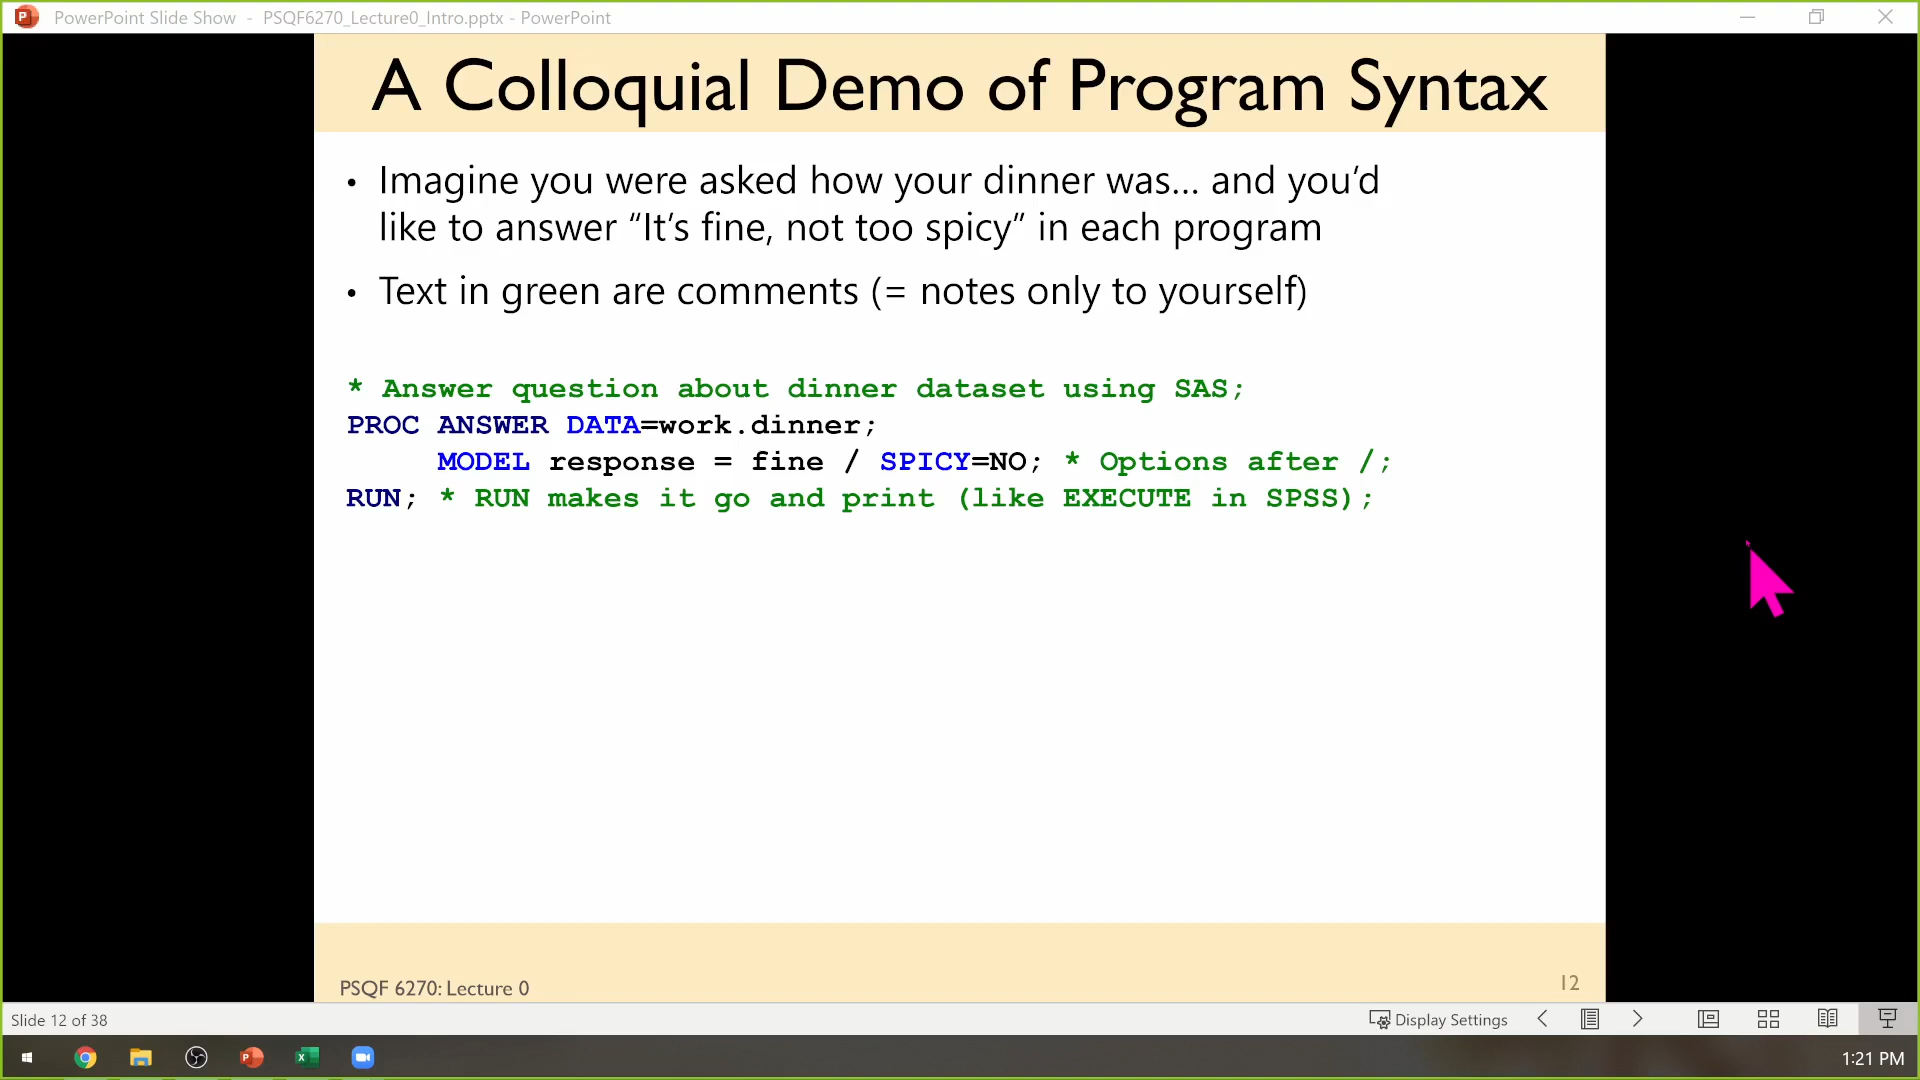 PowerPoint Slide Show - PSQF6270_Lecture0_Intro.pptx - PowerPoint
A Colloquial Demo of Program Syntax
• Imagine you were asked how your dinner was… and you’d
like to answer “It’s fine, not too spicy” in each program
• Text in green are comments (= notes only to yourself)
* Answer question about dinner dataset using SAS;
PROC ANSWER DATA=work.dinner;
MODEL response = fine / SPICY=NO; * Options after /;
RUN; * RUN makes it go and print (like EXECUTE in SPSS);
PSQF 6270: Lecture 0
12
Slide 12 of 38
Display Settings
1:21 PM